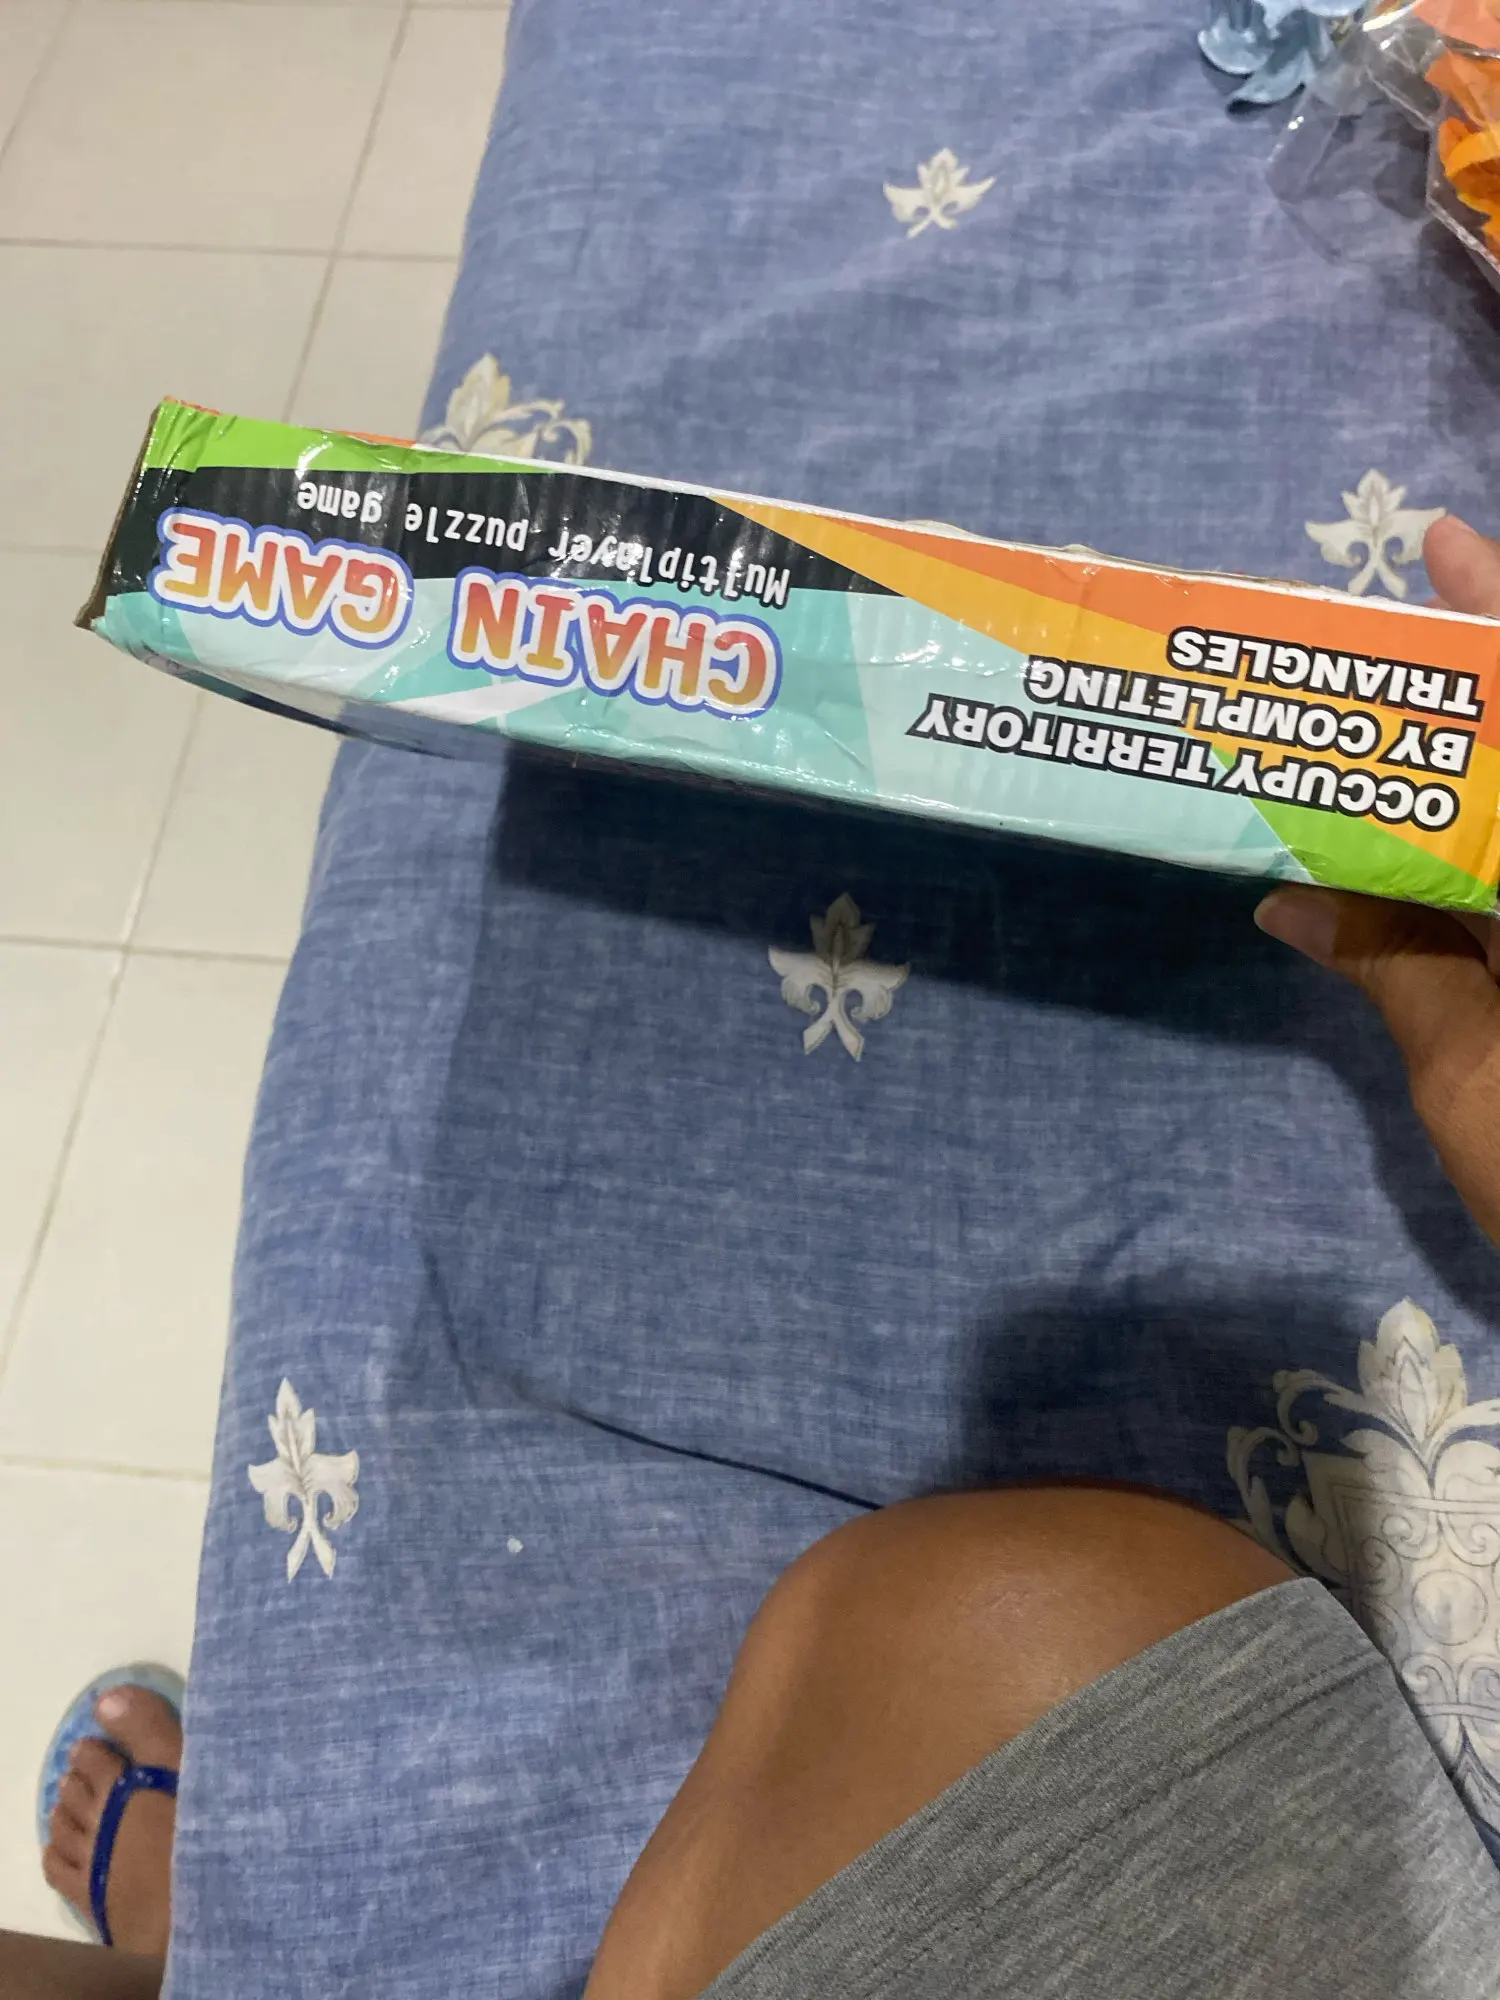 CHAIN GAME
Multiplayer puzzle game
OCCUPY TERRITORY
BY COMPLETING
TRIANGLES